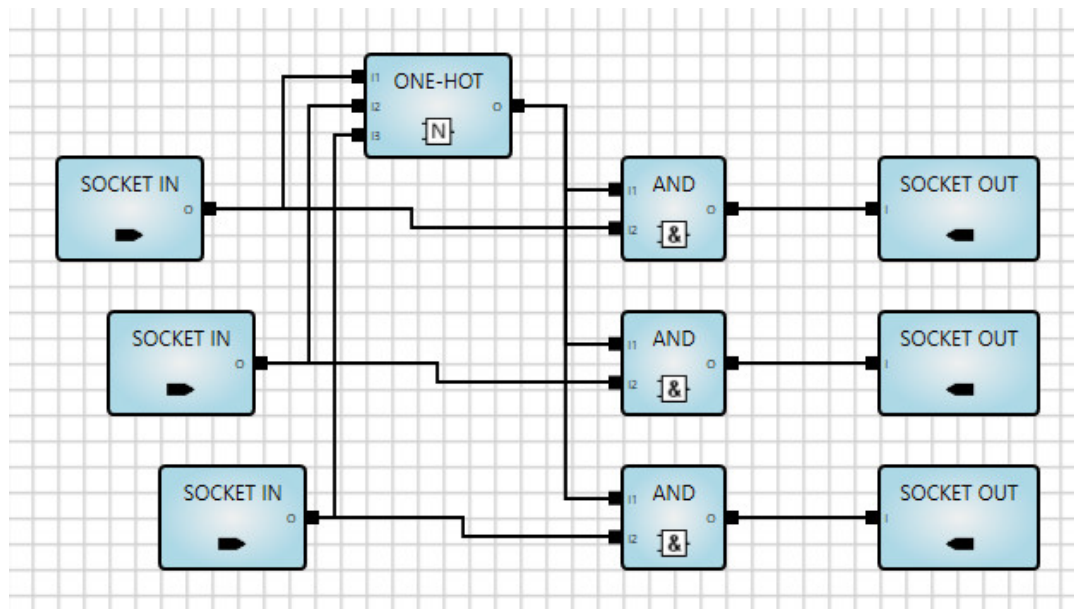 ONE-HOT
I1
I2
I3
O
N
SOCKET IN
O
AND
I1
I2
O
&
SOCKET OUT
I
SOCKET IN
O
AND
I1
I2
O
&
SOCKET OUT
I
SOCKET IN
O
AND
I1
I2
O
&
SOCKET OUT
I